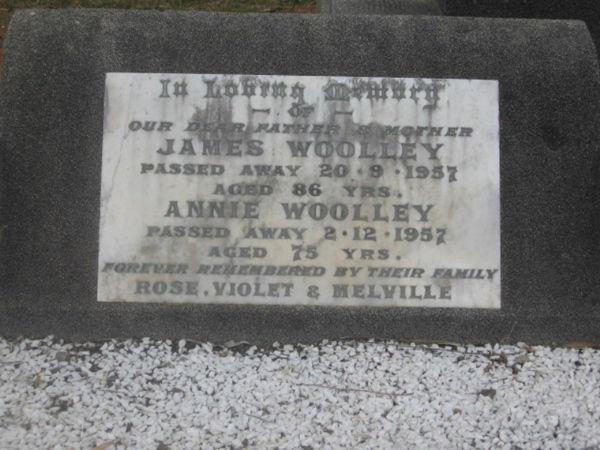 In Loving Memory
— OF —
OUR DEAR FATHER & MOTHER
JAMES WOOLLEY
PASSED AWAY 20·9·1957
AGED 86 YRS.
ANNIE WOOLLEY
PASSED AWAY 2·12·1957
AGED 75 YRS.
FOREVER REMEMBERED BY THEIR FAMILY
ROSE, VIOLET & MELVILLE